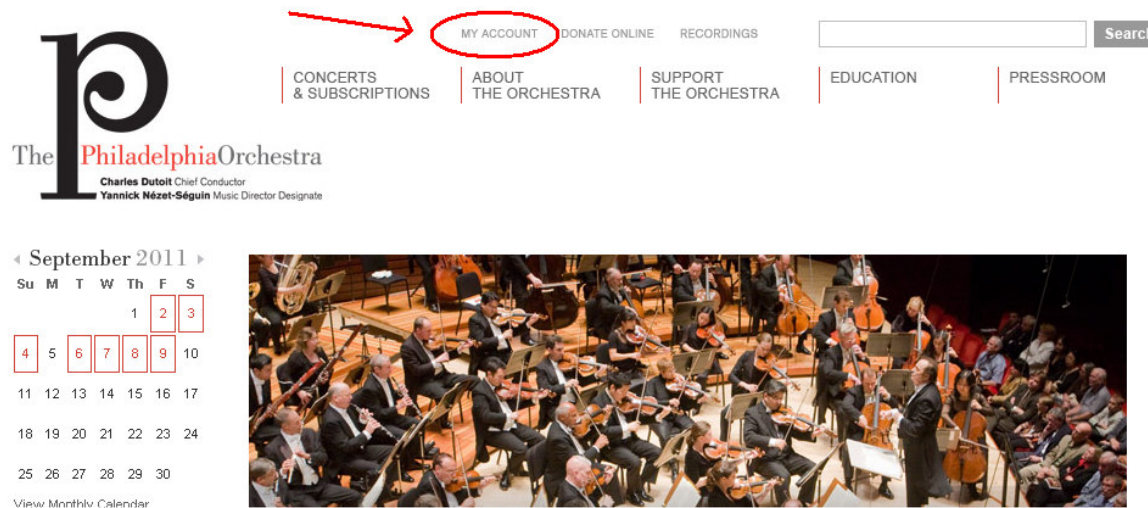 MY ACCOUNT DONATE ONLINE RECORDINGS
Search
CONCERTS
& SUBSCRIPTIONS
ABOUT
THE ORCHESTRA
SUPPORT
THE ORCHESTRA
EDUCATION
PRESSROOM
p
The PhiladelphiaOrchestra
Charles Dutoit Chief Conductor
Yannick Nézet-Séguin Music Director Designate
September 2011
Su M T W Th F S
1 2 3
4 5 6 7 8 9 10
11 12 13 14 15 16 17
18 19 20 21 22 23 24
25 26 27 28 29 30
View Monthly Calendar